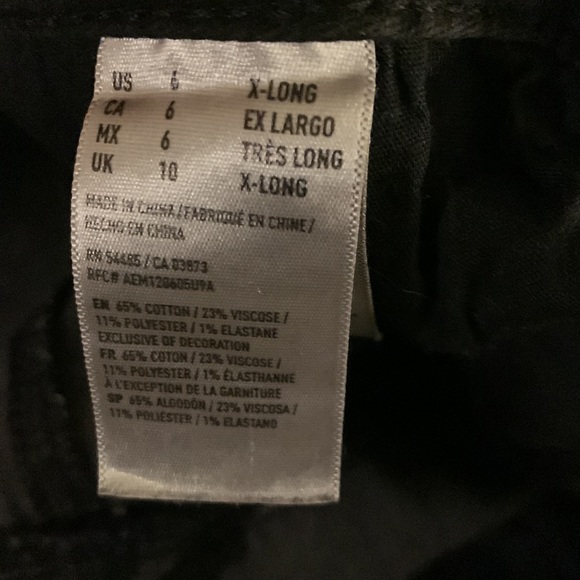 US 6 X-LONG
CA 6 EX LARGO
MX 6 TRÈS LONG
UK 10 X-LONG
MADE IN CHINA/FABRIQUÉ EN CHINE/
HECHO EN CHINA
RN 54485/CA 03873
RFC# AEM120605U9A
EN 65% COTTON / 23% VISCOSE /
11% POLYESTER / 1% ELASTANE
EXCLUSIVE OF DECORATION
FR 65% COTON / 23% VISCOSE /
11% POLYESTER / 1% ÉLASTHANNE
À L'EXCEPTION DE LA GARNITURE
SP 65% ALGODÓN / 23% VISCOSA /
11% POLIÉSTER / 1% ELASTANO